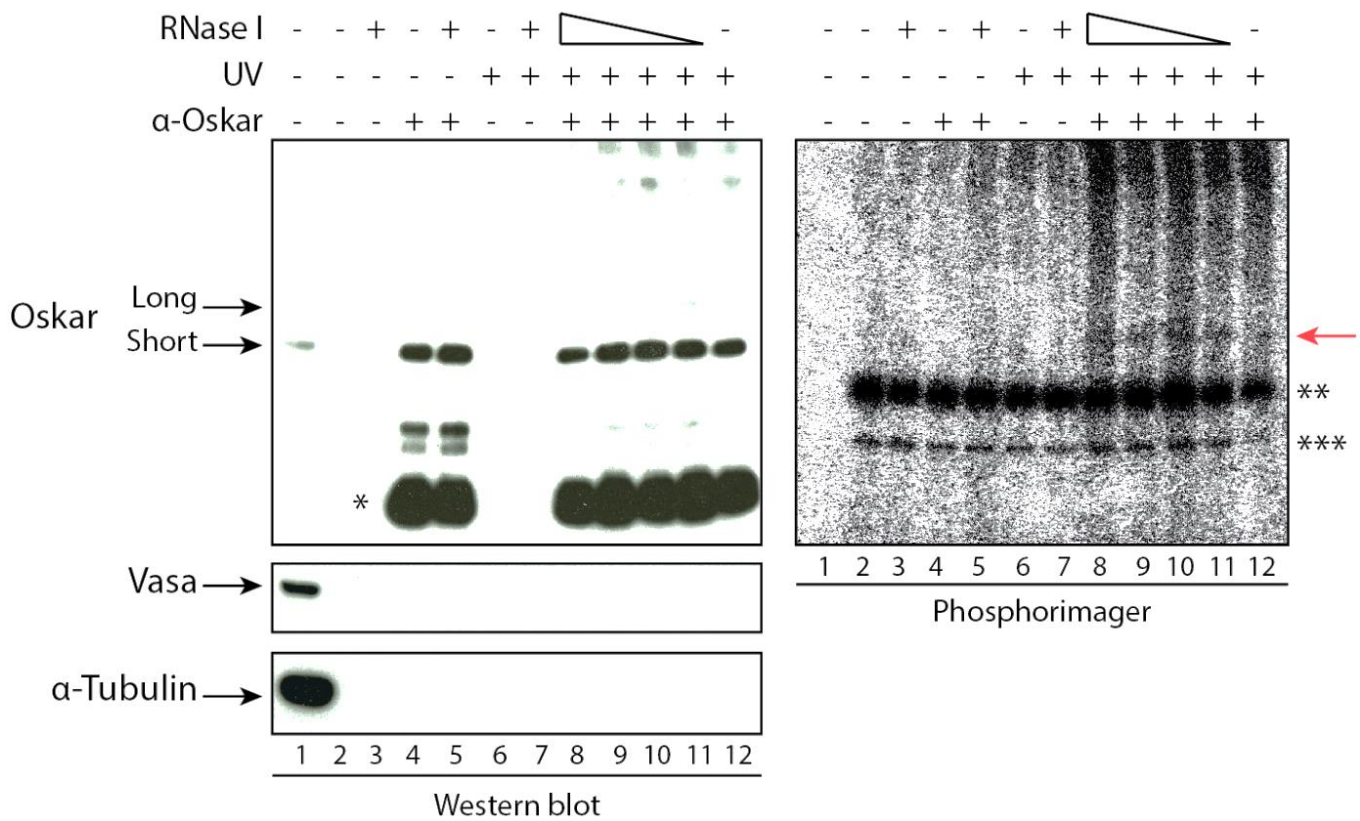 RNase I - - + - + - + - - - + - + - + -
UV - - - - - + + + + + + + - - - - - + + + + + + +
α-Oskar - - - + + - - + + + + + - - - + + - - + + + + +
Oskar
Long
Short
*
**
***
Vasa
α-Tubulin
1 2 3 4 5 6 7 8 9 10 11 12
Western blot
1 2 3 4 5 6 7 8 9 10 11 12
Phosphorimager